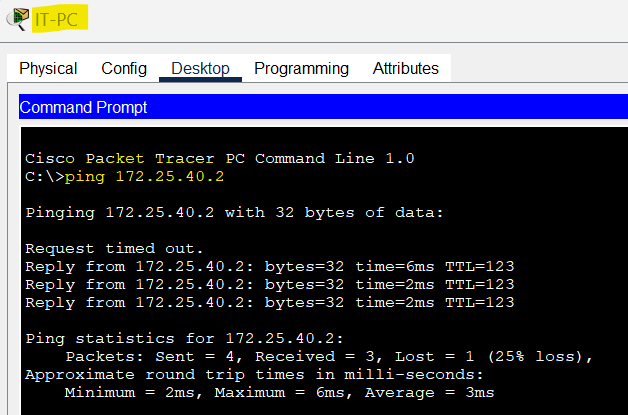 IT-PC
Physical Config Desktop Programming Attributes
Command Prompt
Cisco Packet Tracer PC Command Line 1.0
C:\>ping 172.25.40.2
Pinging 172.25.40.2 with 32 bytes of data:
Request timed out.
Reply from 172.25.40.2: bytes=32 time=6ms TTL=123
Reply from 172.25.40.2: bytes=32 time=2ms TTL=123
Reply from 172.25.40.2: bytes=32 time=2ms TTL=123
Ping statistics for 172.25.40.2:
Packets: Sent = 4, Received = 3, Lost = 1 (25% loss),
Approximate round trip times in milli-seconds:
Minimum = 2ms, Maximum = 6ms, Average = 3ms